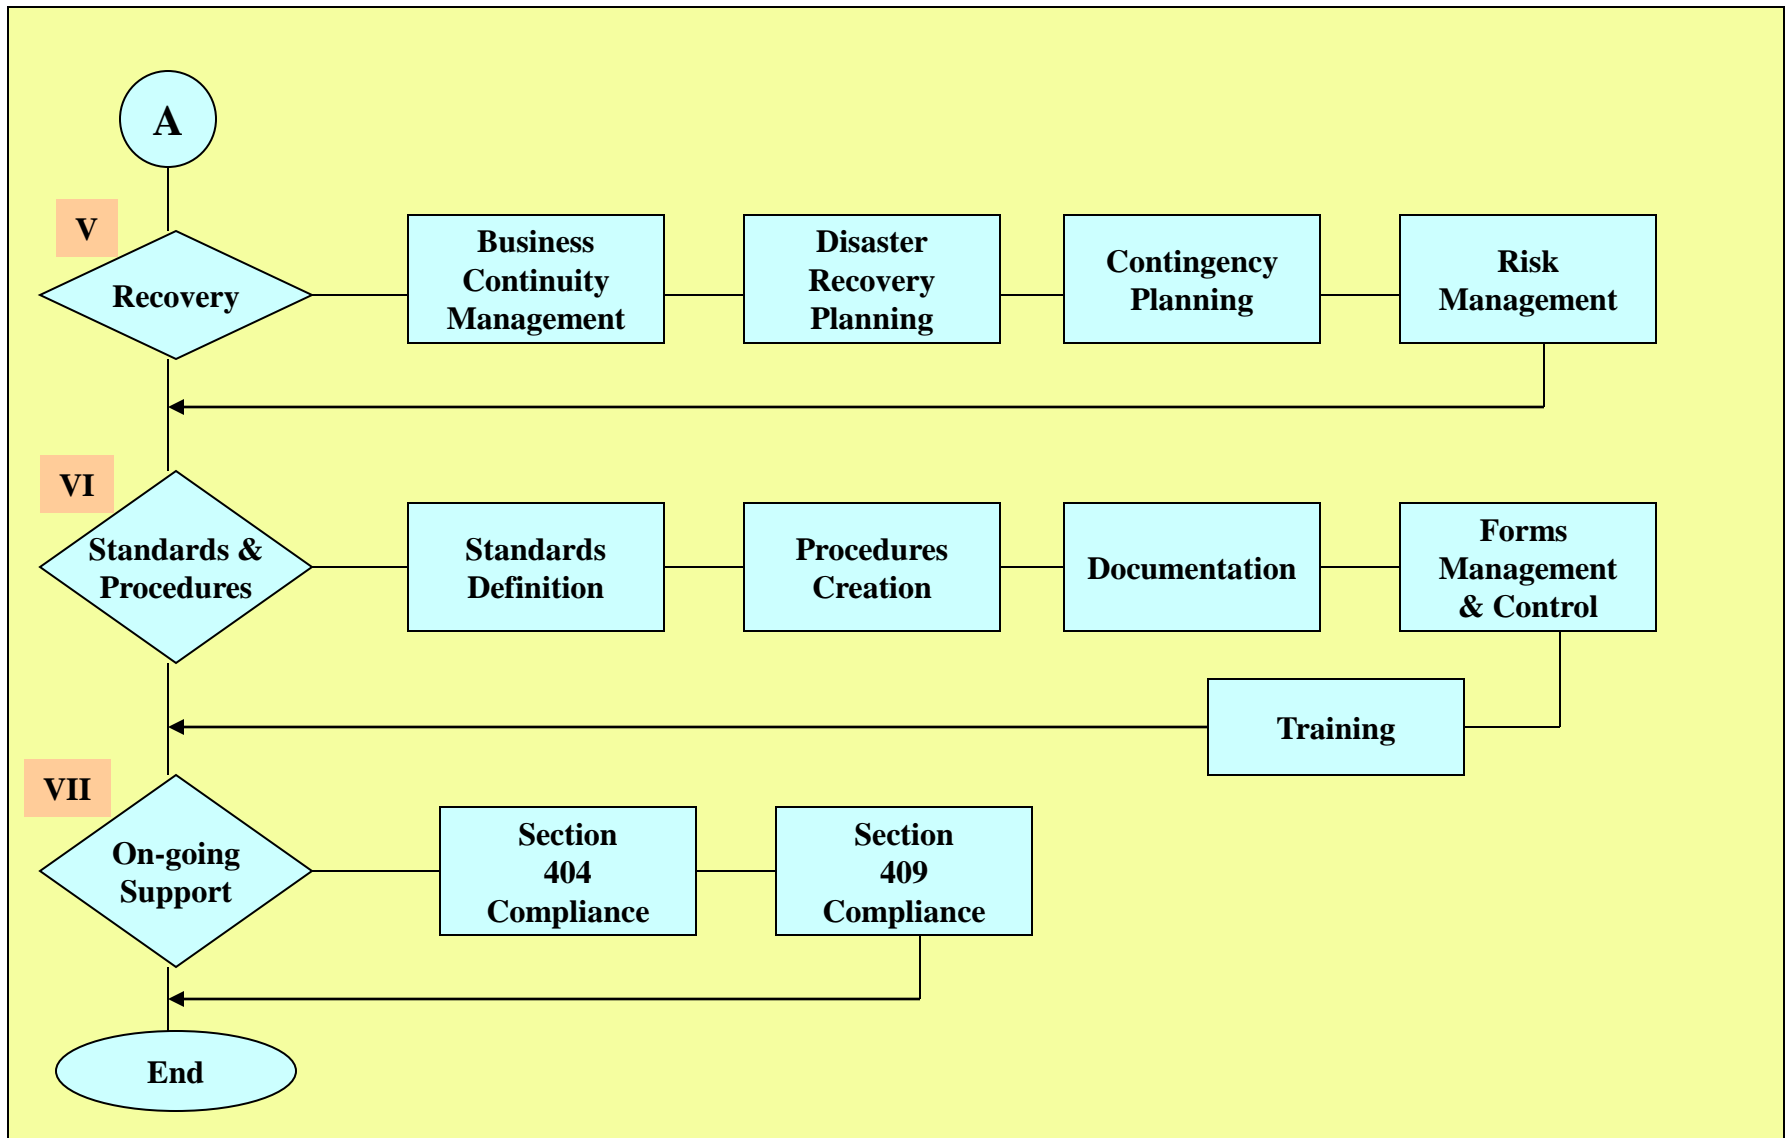 A
V
Recovery
Business
Continuity
Management
Disaster
Recovery
Planning
Contingency
Planning
Risk
Management
VI
Standards &
Procedures
Standards
Definition
Procedures
Creation
Documentation
Forms
Management
& Control
Training
VII
On-going
Support
Section
404
Compliance
Section
409
Compliance
End